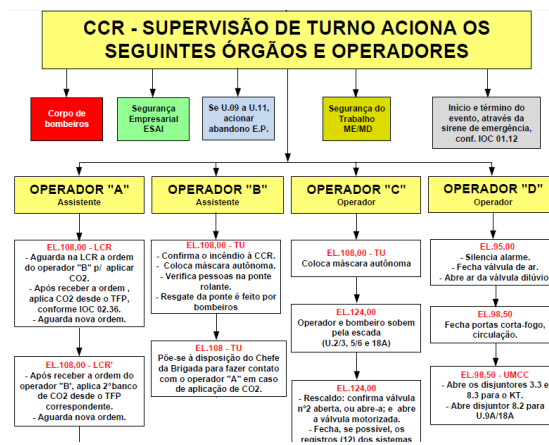 CCR - SUPERVISÃO DE TURNO ACIONA OS
SEGUINTES ÓRGÃOS E OPERADORES
Corpo de
bombeiros
Segurança
Empresarial
ESAI
Se U.09 a U.11,
acionar
abandono E.P.
Segurança do
Trabalho
ME/MD
Início e término do
evento, através da
sirene de emergência,
conf. IOC 01.12
OPERADOR "A"
Assistente
OPERADOR "B"
Assistente
OPERADOR "C"
Operador
OPERADOR "D"
Operador
EL.108,00 - LCR
- Aguarda na LCR a ordem
do operador "B" p/ aplicar
CO2.
- Após receber a ordem ,
aplica CO2 desde o TFP,
conforme IOC 02.36.
- Aguarda nova ordem.
EL.108,00 - LCR'
- Após receber a ordem do
operador "B', aplica 2°banco
de CO2 desde o TFP
correspondente.
- Aguarda nova ordem.
EL.108,00 - TU
- Confirma o incêndio à CCR.
- Coloca máscara autônoma.
- Verifica pessoas na ponte
rolante.
- Resgate da ponte é feito por
bombeiros
EL.108 - TU
Põe-se à disposição do Chefe
da Brigada para fazer contato
com o operador "A" em caso
de aplicação de CO2.
EL.108,00 - TU
Coloca máscara autônoma
EL.124,00
Operador e bombeiro sobem
pela escada
(U.2/3, 5/6 e 18A)
EL.124,00
- Rescaldo: confirma válvula
n°2 aberta, ou abre-a; e abre
a válvula motorizada.
- Fecha, se possível, os
registros (12) dos sistemas
EL.95,00
- Silencia alarme.
- Fecha válvula de ar.
- Abre ar da válvula dilúvio
EL.98,50
Fecha portas corta-fogo,
circulação.
EL.98,50 - UMCC
- Abre os disjuntores 3.3 e
8.3 para o KT.
- Abre disjuntor 8.2 para
U.9A/18A